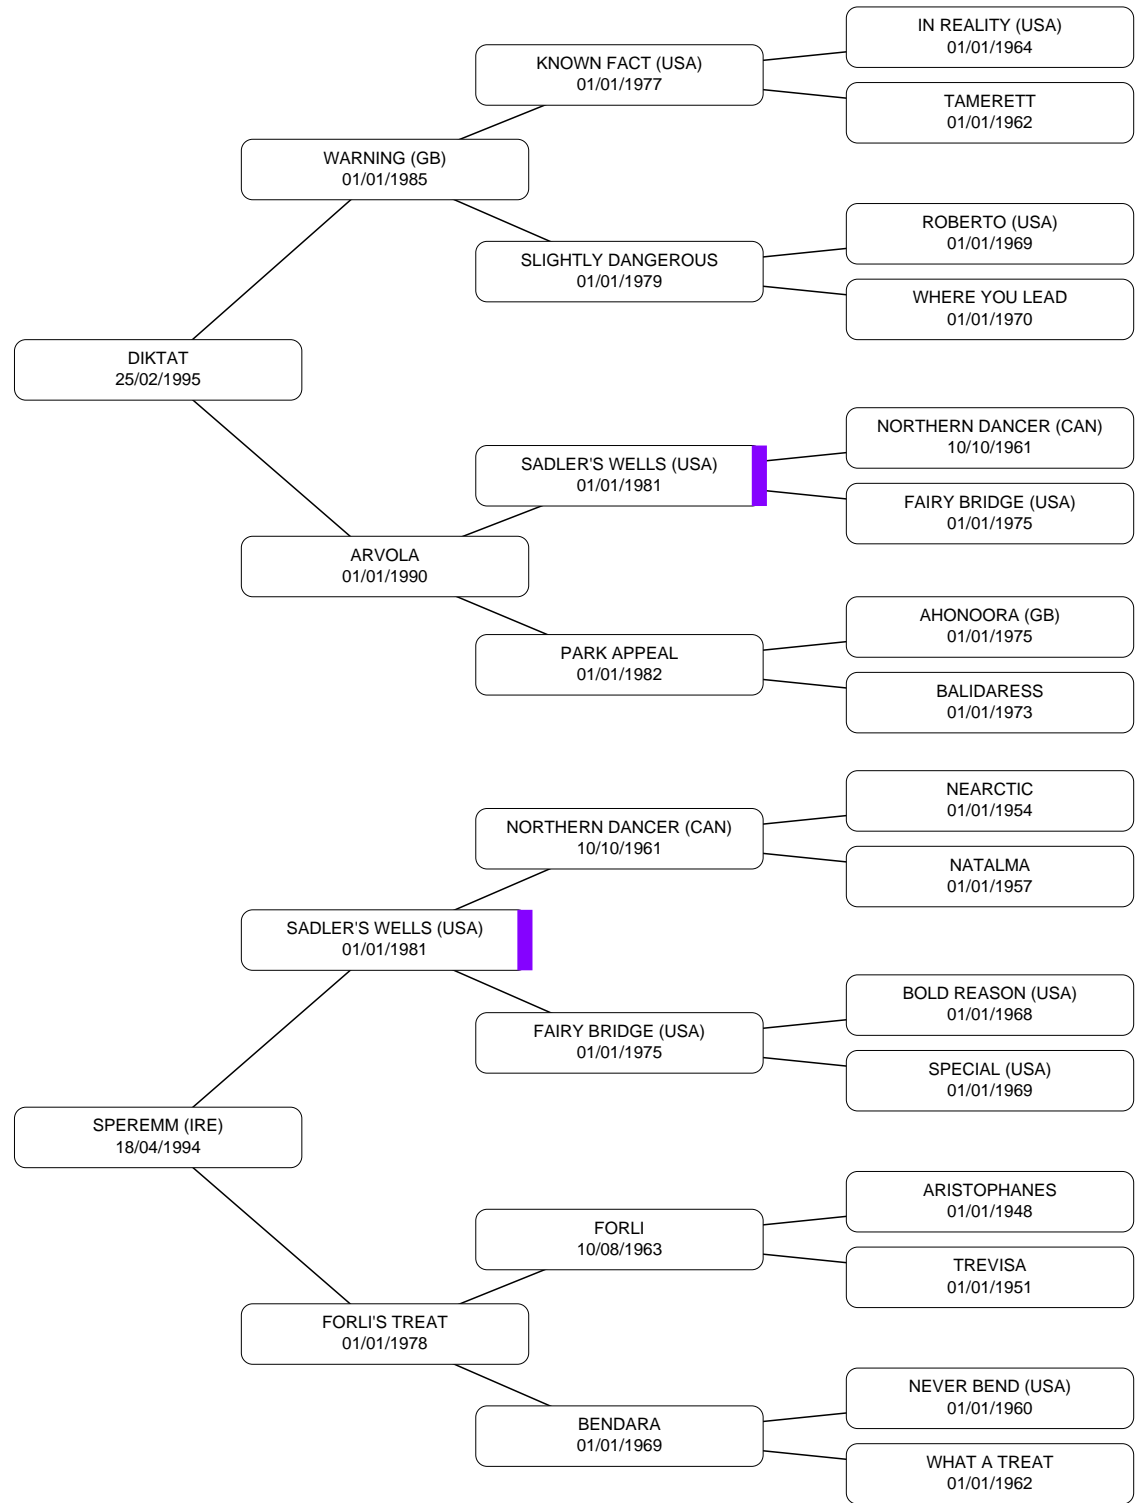 IN REALITY (USA)
01/01/1964
KNOWN FACT (USA)
01/01/1977
TAMERETT
01/01/1962
WARNING (GB)
01/01/1985
ROBERTO (USA)
01/01/1969
SLIGHTLY DANGEROUS
01/01/1979
WHERE YOU LEAD
01/01/1970
DIKTAT
25/02/1995
NORTHERN DANCER (CAN)
10/10/1961
SADLER'S WELLS (USA)
01/01/1981
FAIRY BRIDGE (USA)
01/01/1975
ARVOLA
01/01/1990
AHONOORA (GB)
01/01/1975
PARK APPEAL
01/01/1982
BALIDARESS
01/01/1973
NEARCTIC
01/01/1954
NORTHERN DANCER (CAN)
10/10/1961
NATALMA
01/01/1957
SADLER'S WELLS (USA)
01/01/1981
BOLD REASON (USA)
01/01/1968
FAIRY BRIDGE (USA)
01/01/1975
SPECIAL (USA)
01/01/1969
SPEREMM (IRE)
18/04/1994
ARISTOPHANES
01/01/1948
FORLI
10/08/1963
TREVISA
01/01/1951
FORLI'S TREAT
01/01/1978
NEVER BEND (USA)
01/01/1960
BENDARA
01/01/1969
WHAT A TREAT
01/01/1962